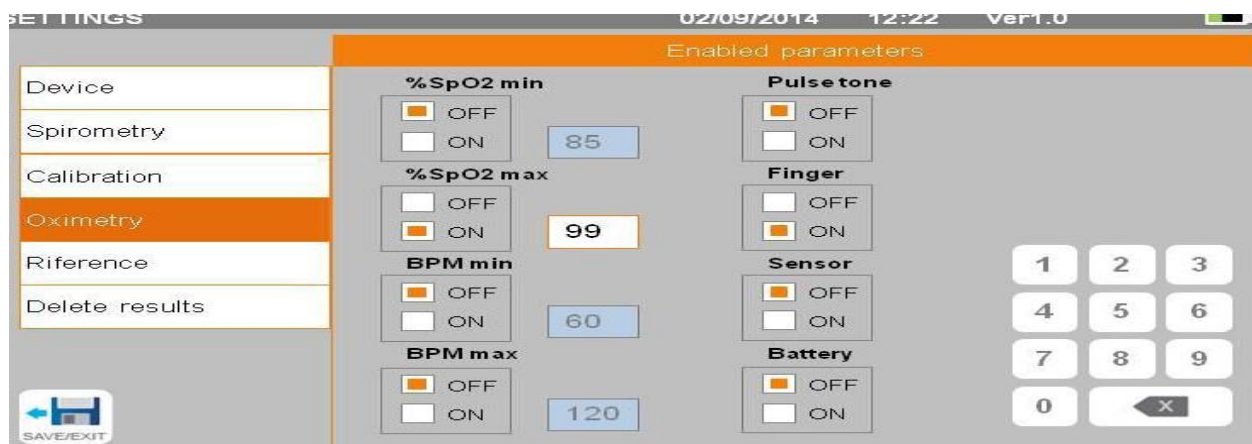 SETTINGS 02/09/2014 12:22 Ver1.0
Enabled parameters
Device
Spirometry
Calibration
Oximetry
Riference
Delete results
SAVE/EXIT
%SpO2 min
OFF
ON 85
%SpO2 max
OFF
ON 99
BPM min
OFF
ON 60
BPM max
OFF
ON 120
Pulse tone
OFF
ON
Finger
OFF
ON
Sensor
OFF
ON
Battery
OFF
ON
1 2 3
4 5 6
7 8 9
0 X